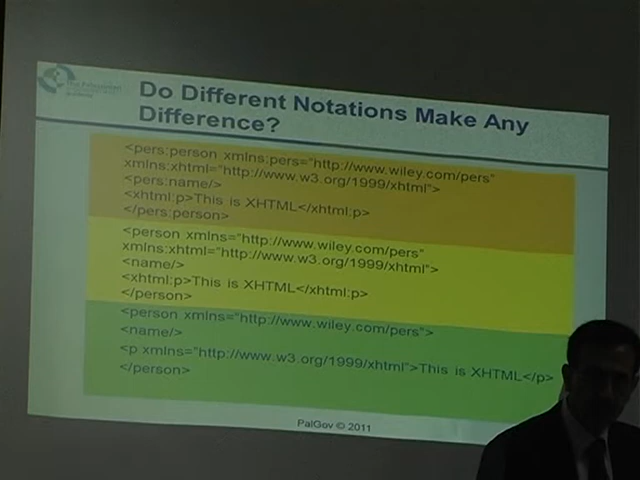 Do Different Notations Make Any
Difference?
<pers:person xmlns:pers="http://www.wiley.com/pers"
xmlns:xhtml="http://www.w3.org/1999/xhtml">
<pers:name/>
<xhtml:p>This is XHTML</xhtml:p>
</pers:person>
<person xmlns="http://www.wiley.com/pers"
xmlns:xhtml="http://www.w3.org/1999/xhtml">
<name/>
<xhtml:p>This is XHTML</xhtml:p>
</person>
<person xmlns="http://www.wiley.com/pers">
<name/>
<p xmlns="http://www.w3.org/1999/xhtml">This is XHTML</p>
</person>
PalGov © 2011